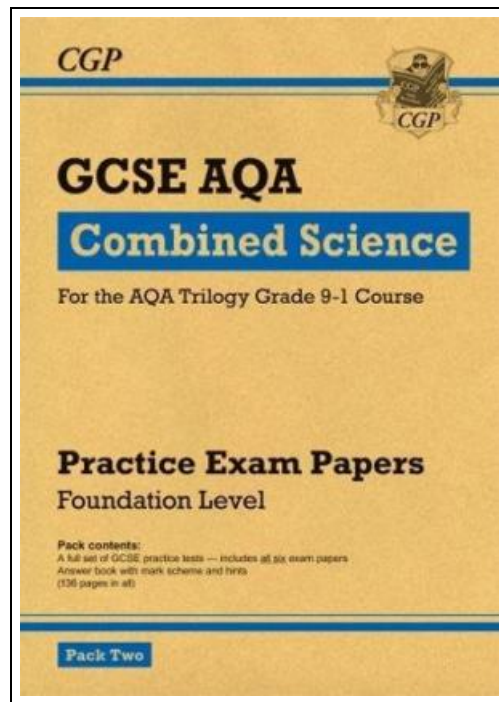 CGP
CGP
CGP
GCSE AQA
Combined Science
For the AQA Trilogy Grade 9-1 Course
Practice Exam Papers
Foundation Level
Pack contents:
A full set of GCSE practice tests — includes all six exam papers
Answer book with mark scheme and hints
(136 pages in all)
Pack Two